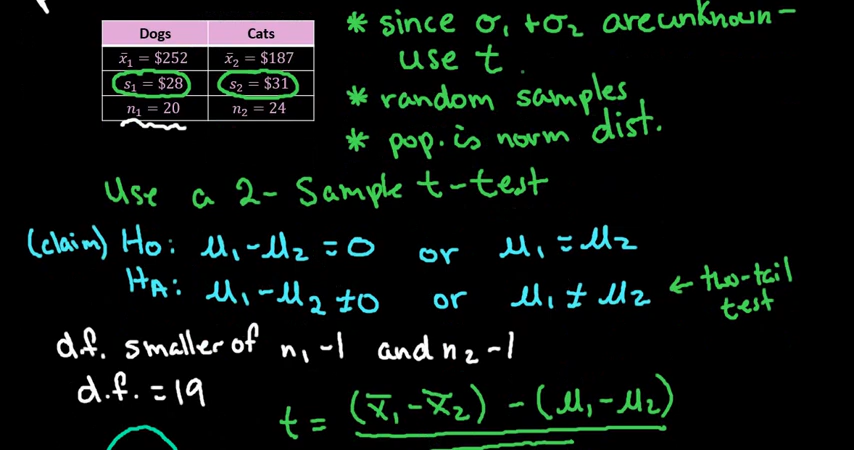 Dogs Cats
x̄₁ = $252 x̄₂ = $187
s₁ = $28 s₂ = $31
n₁ = 20 n₂ = 24
* since σ₁ + σ₂ are unknown -
use t.
* random samples
* pop. is norm dist.
Use a 2-Sample t-test
(claim) H₀: μ₁-μ₂ = 0 or μ₁ = μ₂
Hᴀ: μ₁-μ₂ ≠ 0 or μ₁ ≠ μ₂ ← two-tail
test
d.f. smaller of n₁-1 and n₂-1
d.f. = 19
t = (x̄₁-x̄₂) - (μ₁-μ₂)